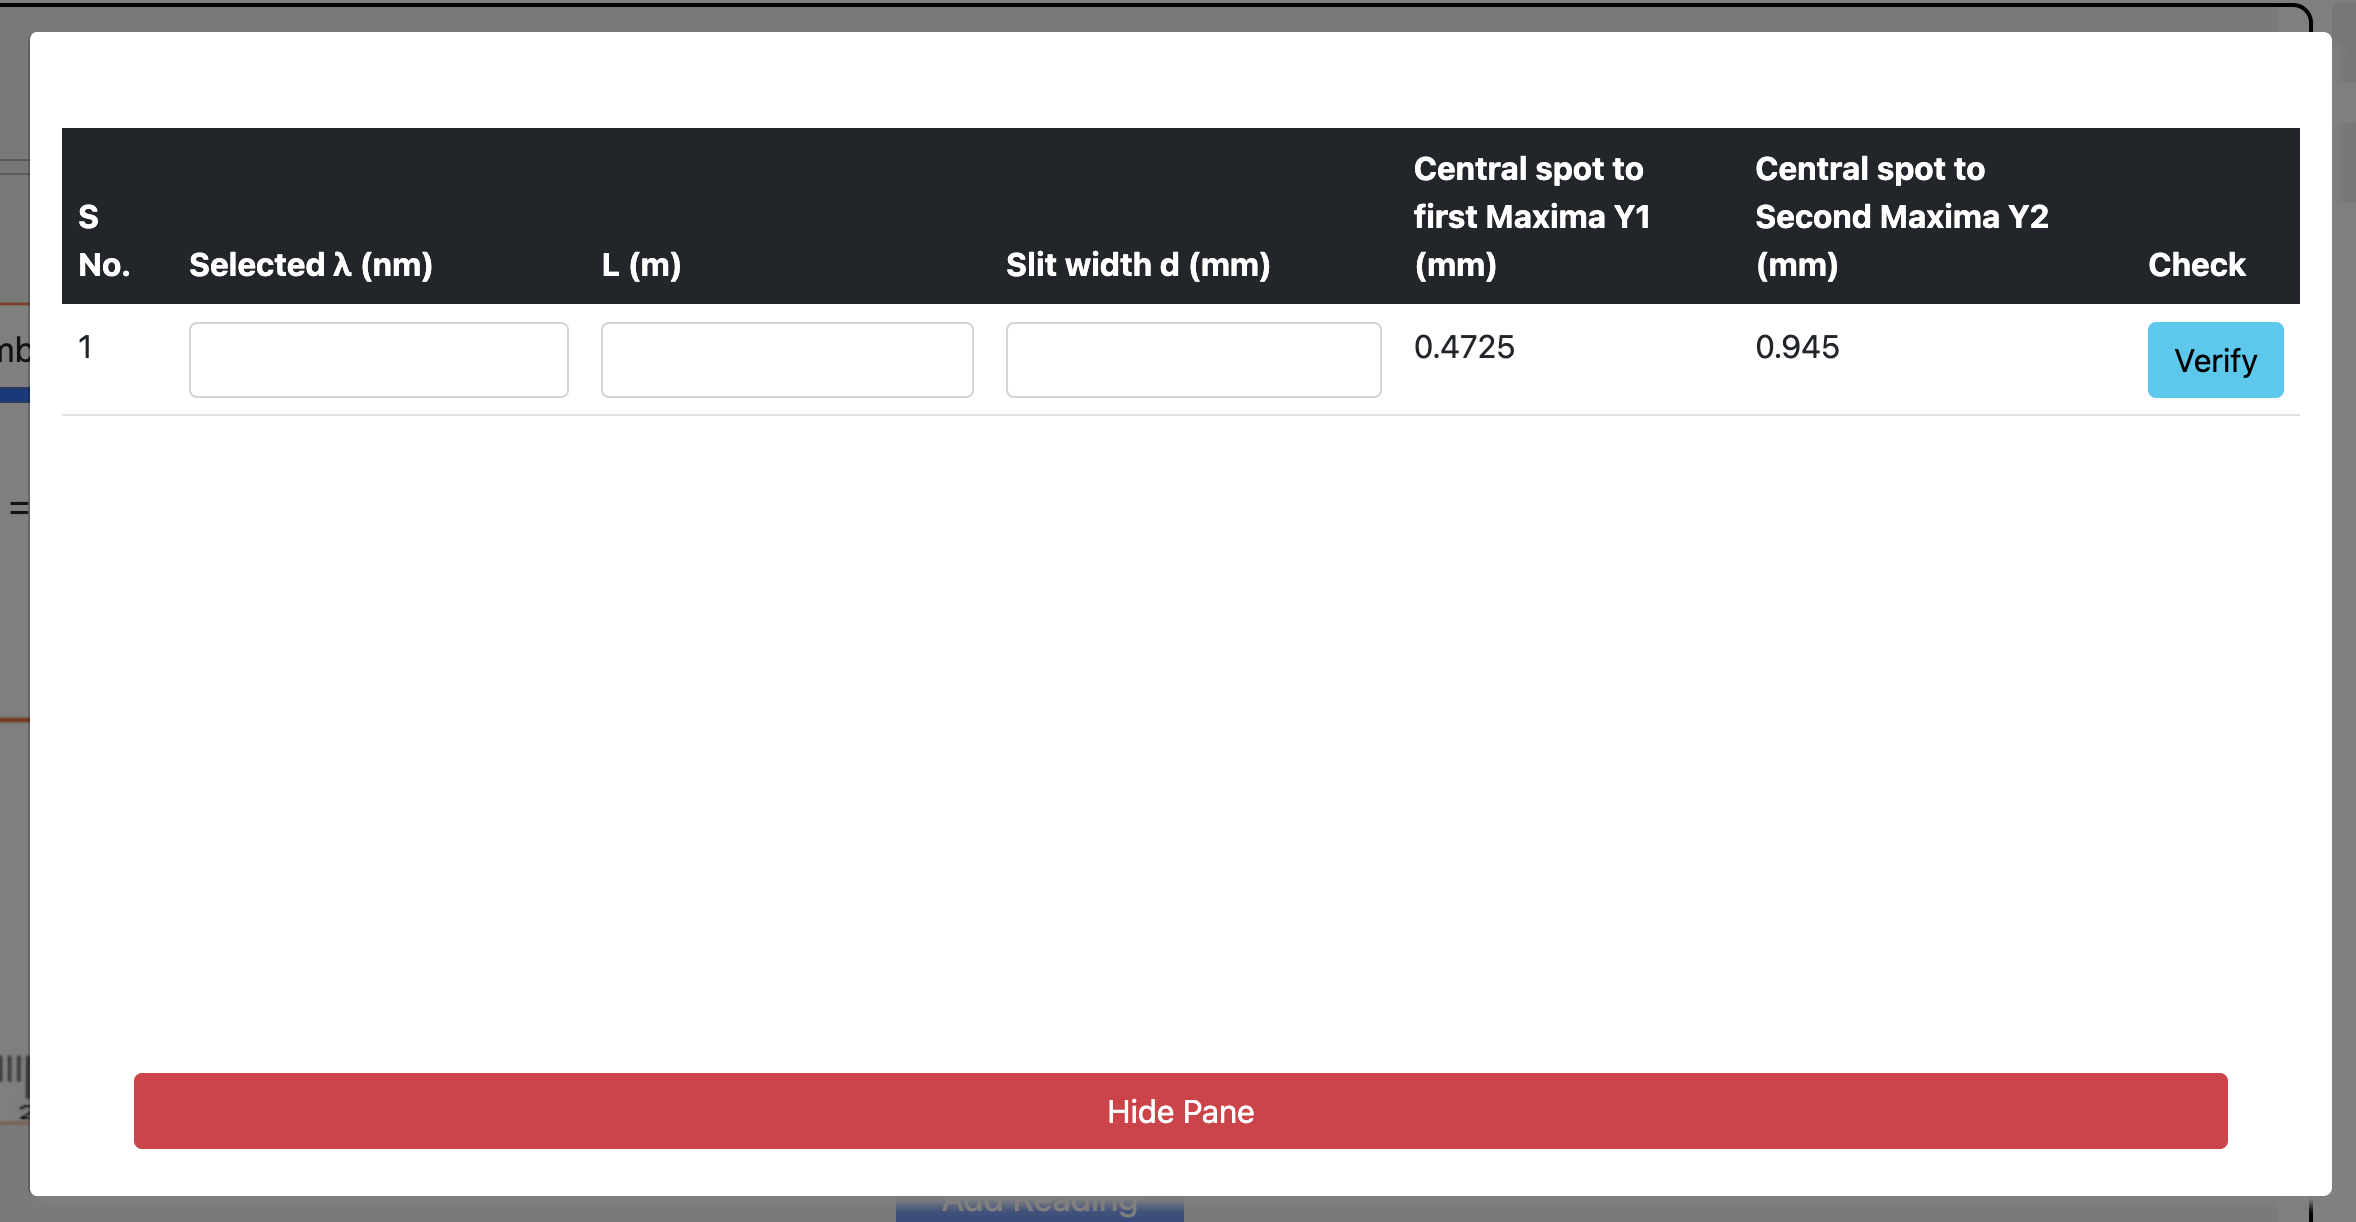 S No.
Selected λ (nm)
L (m)
Slit width d (mm)
Central spot to first Maxima Y1 (mm)
Central spot to Second Maxima Y2 (mm)
Check
1
0.4725
0.945
Verify
=
Hide Pane
Add Reading